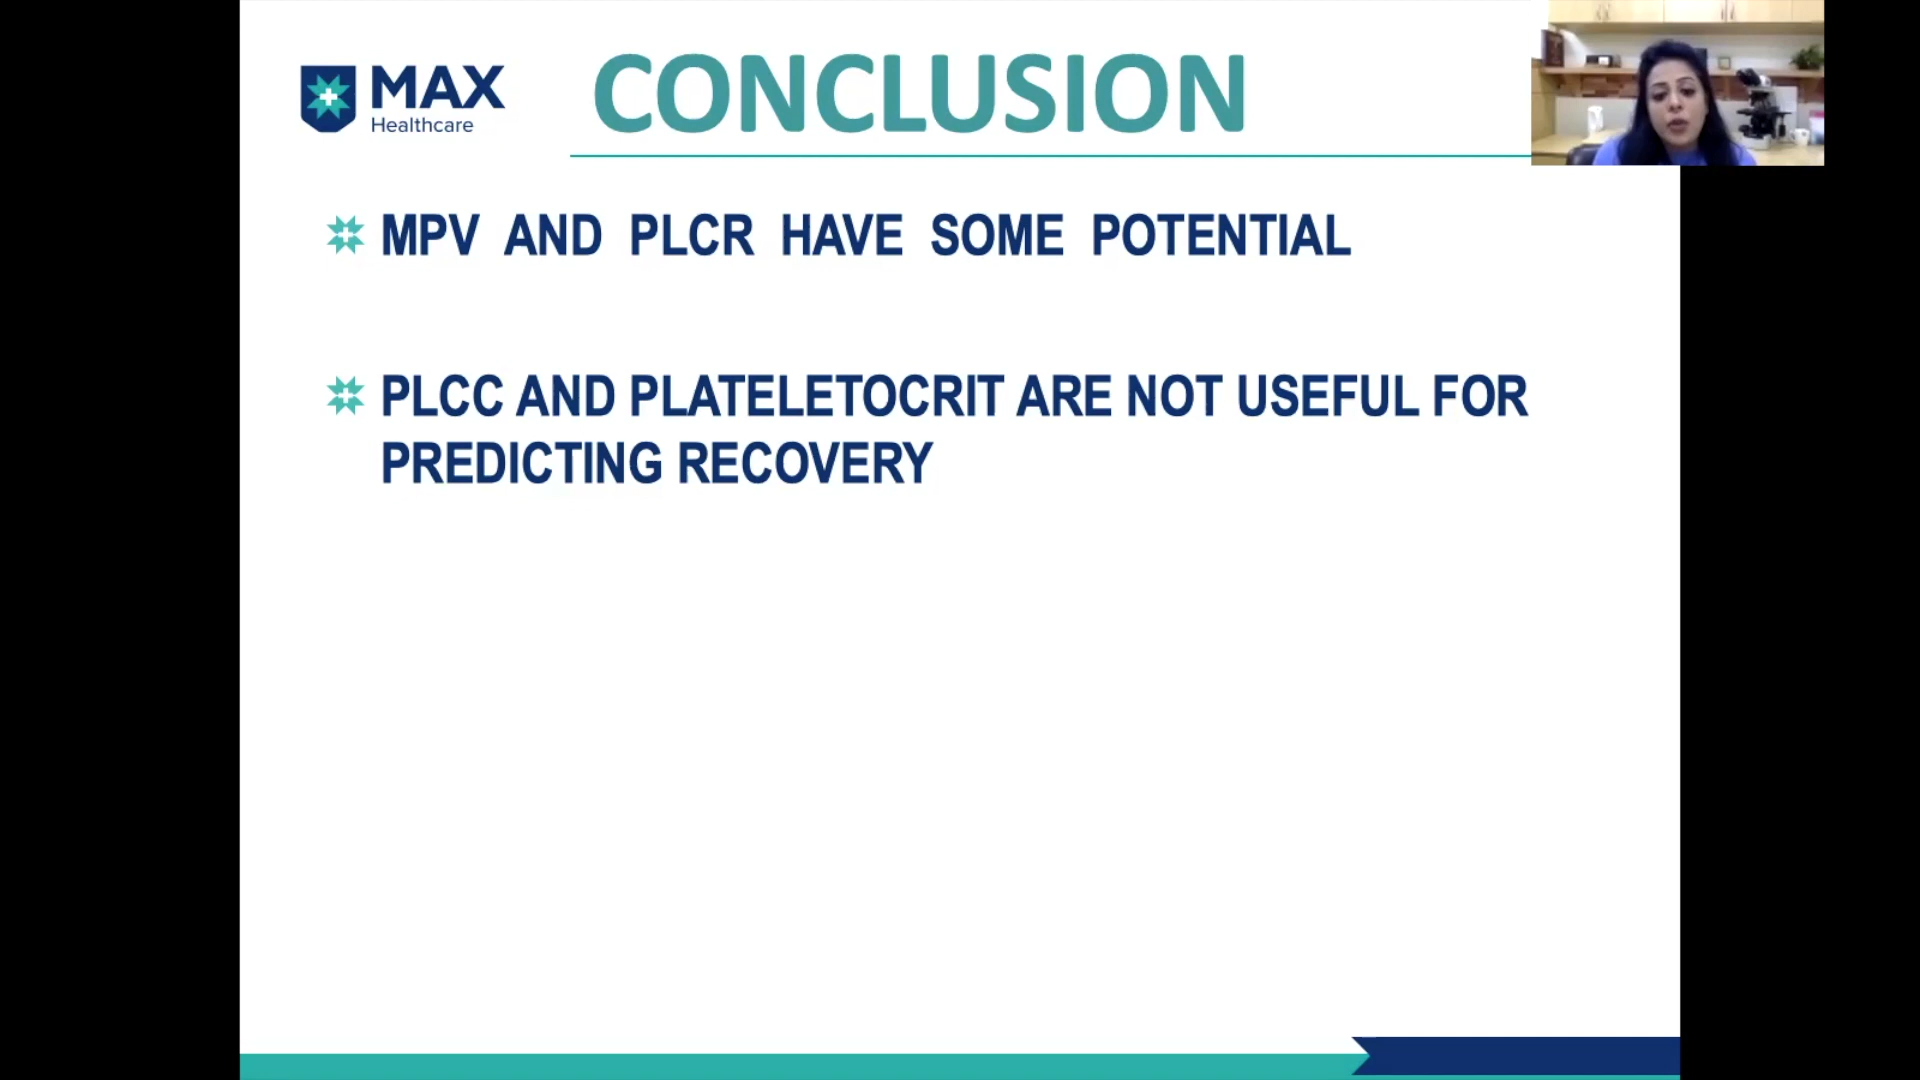 MAX
Healthcare
CONCLUSION
MPV AND PLCR HAVE SOME POTENTIAL
PLCC AND PLATELETOCRIT ARE NOT USEFUL FOR
PREDICTING RECOVERY